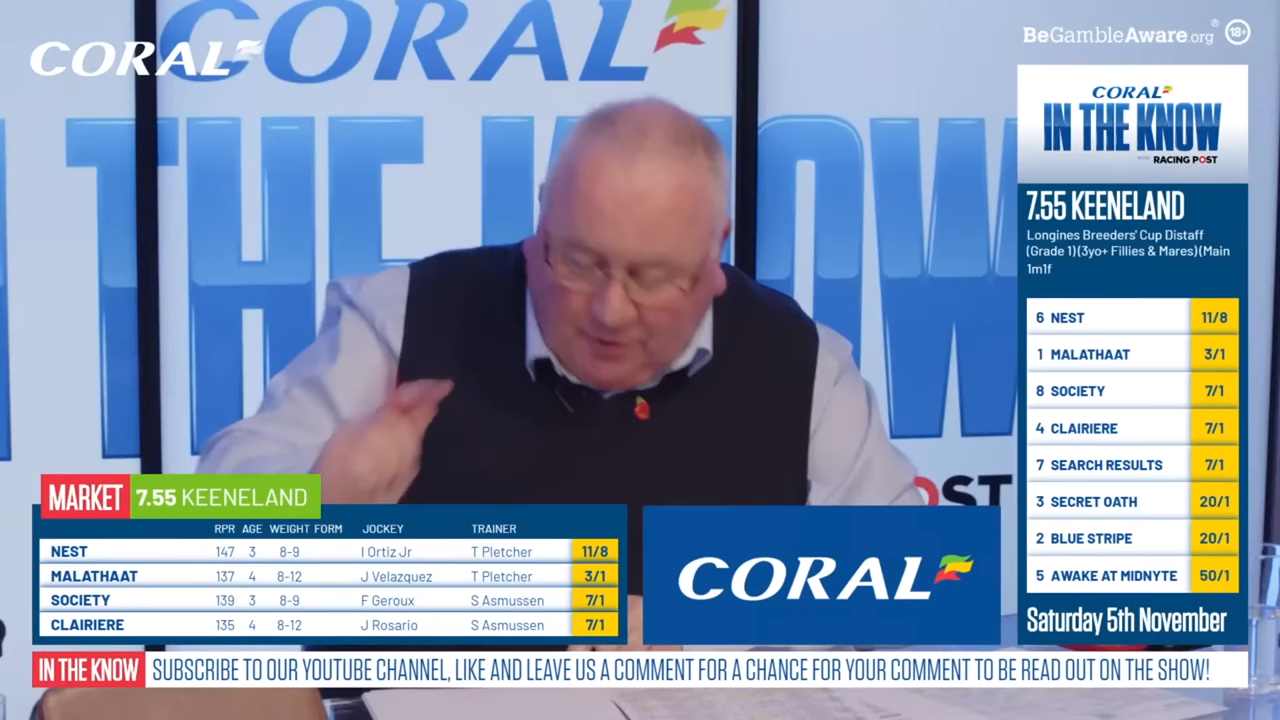 CORAL
CORAL
BeGambleAware.org® 18+
THE KNOW
CORAL
IN THE KNOW
WITH RACING POST
7.55 KEENELAND
Longines Breeders' Cup Distaff
(Grade 1)(3yo+ Fillies & Mares)(Main
1m1f
6 NEST 11/8
1 MALATHAAT 3/1
8 SOCIETY 7/1
4 CLAIRIERE 7/1
7 SEARCH RESULTS 7/1
3 SECRET OATH 20/1
2 BLUE STRIPE 20/1
5 AWAKE AT MIDNYTE 50/1
Saturday 5th November
OST
MARKET 7.55 KEENELAND
RPR AGE WEIGHT FORM JOCKEY TRAINER
NEST 147 3 8-9 I Ortiz Jr T Pletcher 11/8
MALATHAAT 137 4 8-12 J Velazquez T Pletcher 3/1
SOCIETY 139 3 8-9 F Geroux S Asmussen 7/1
CLAIRIERE 135 4 8-12 J Rosario S Asmussen 7/1
CORAL
IN THE KNOW SUBSCRIBE TO OUR YOUTUBE CHANNEL, LIKE AND LEAVE US A COMMENT FOR A CHANCE FOR YOUR COMMENT TO BE READ OUT ON THE SHOW!